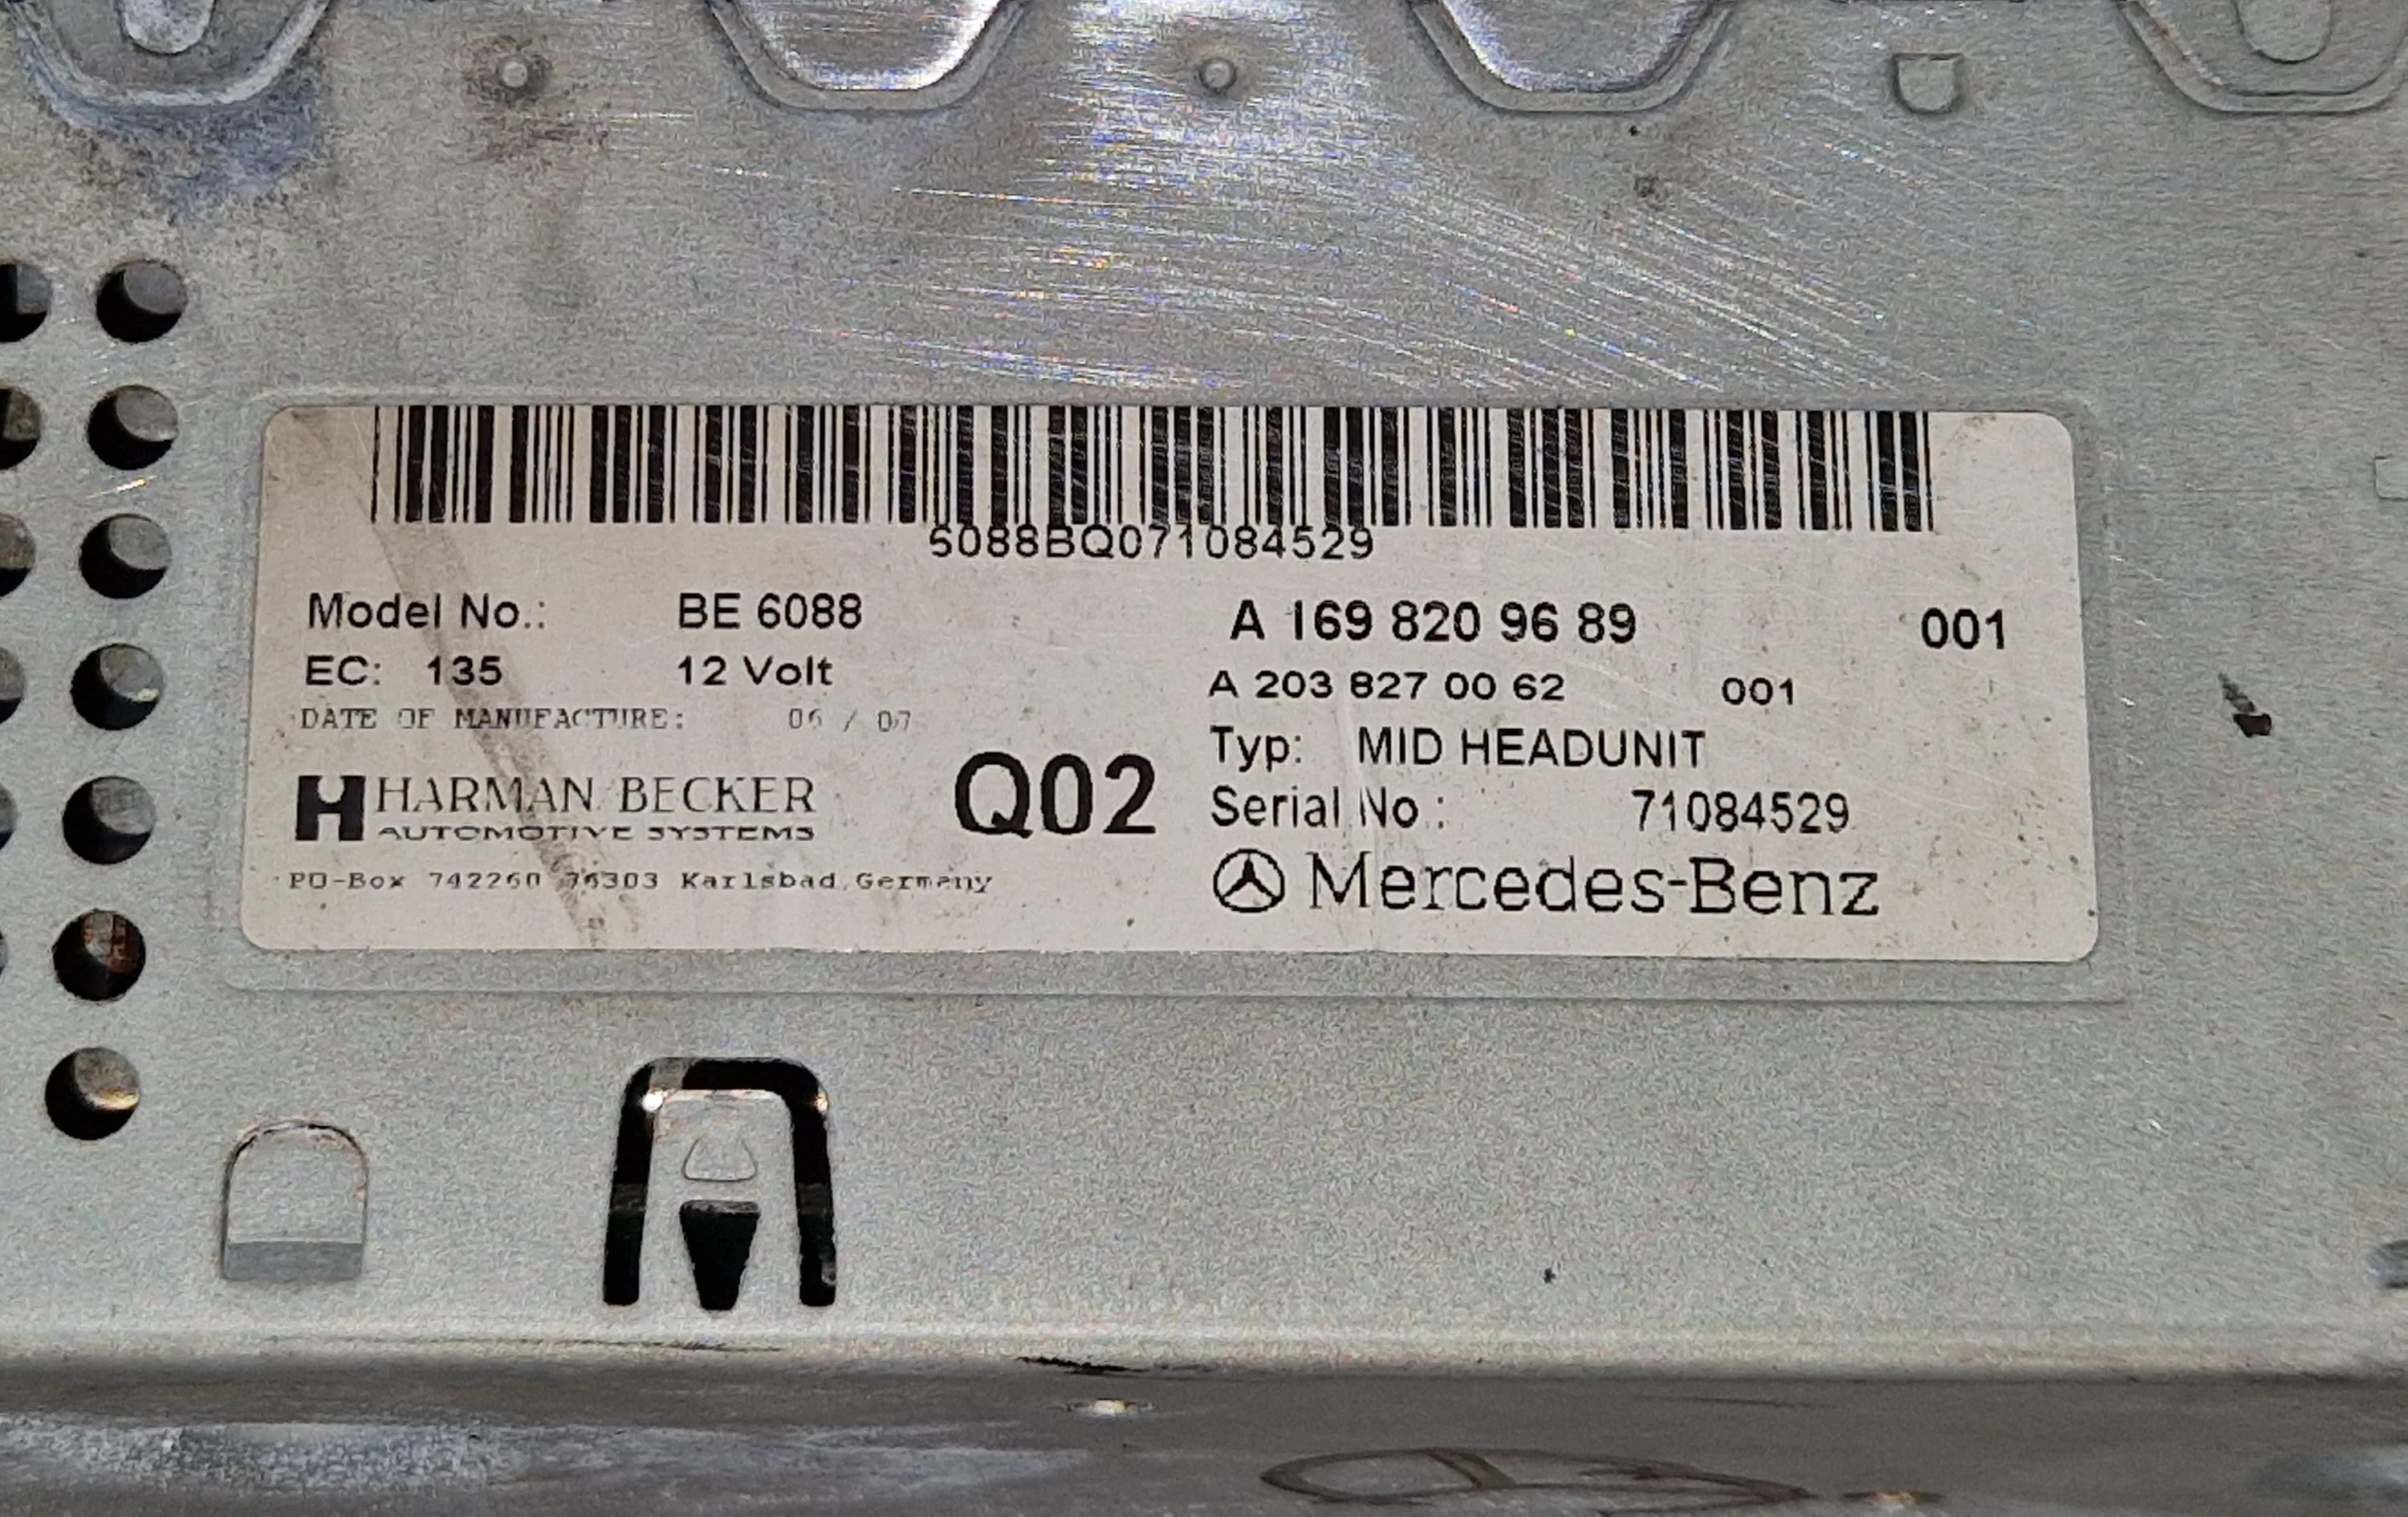 6088BQ071084529
Model No.: BE 6088
EC: 135 12 Volt
DATE OF MANUFACTURE: 06 / 07
HARMAN BECKER
AUTOMOTIVE SYSTEMS
PO-Box 742260 76303 Karlsbad, Germany
Q02
A 169 820 96 89 001
A 203 827 00 62 001
Typ: MID HEADUNIT
Serial No: 71084529
Mercedes-Benz